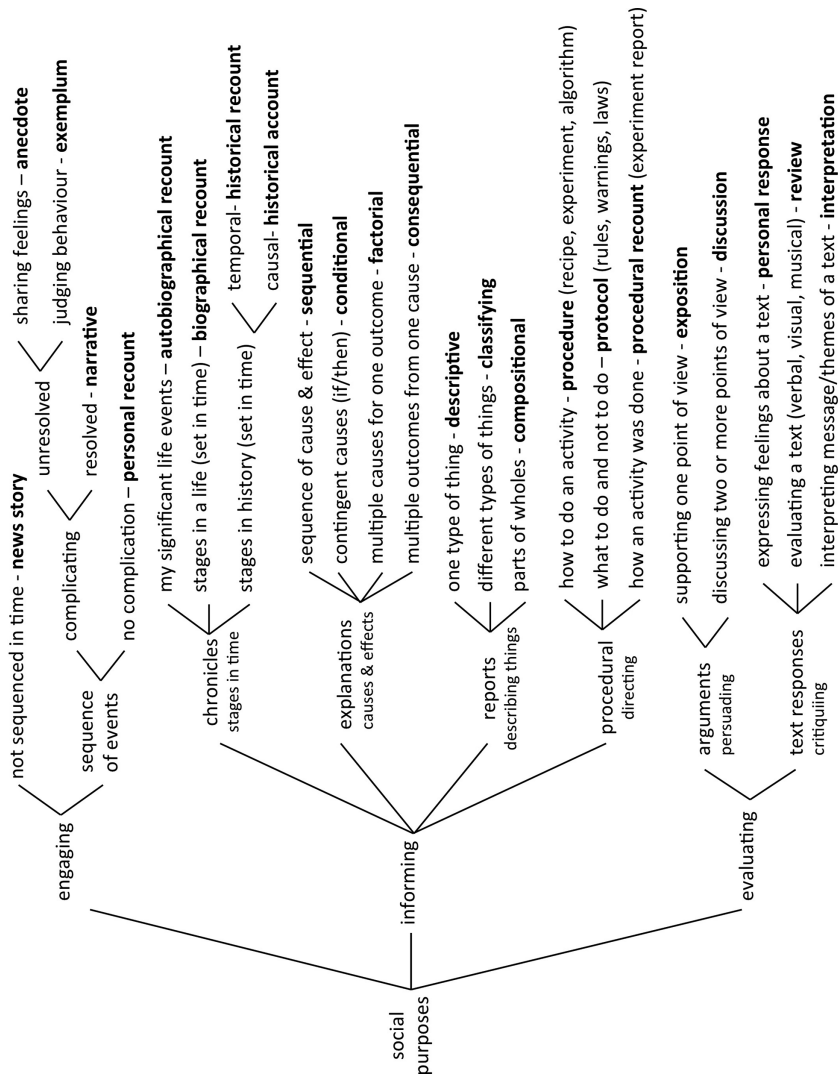 social
purposes
engaging
not sequenced in time - news story
sequence
of events
complicating
unresolved
sharing feelings – anecdote
judging behaviour - exemplum
resolved - narrative
no complication – personal recount
informing
chronicles
stages in time
my significant life events – autobiographical recount
stages in a life (set in time) – biographical recount
stages in history (set in time)
temporal- historical recount
causal- historical account
explanations
causes & effects
sequence of cause & effect - sequential
contingent causes (if/then) - conditional
multiple causes for one outcome - factorial
multiple outcomes from one cause - consequential
reports
describing things
one type of thing - descriptive
different types of things - classifying
parts of wholes - compositional
procedural
directing
how to do an activity - procedure (recipe, experiment, algorithm)
what to do and not to do – protocol (rules, warnings, laws)
how an activity was done - procedural recount (experiment report)
evaluating
arguments
persuading
supporting one point of view - exposition
discussing two or more points of view - discussion
text responses
critiquiing
expressing feelings about a text - personal response
evaluating a text (verbal, visual, musical) - review
interpreting message/themes of a text - interpretation